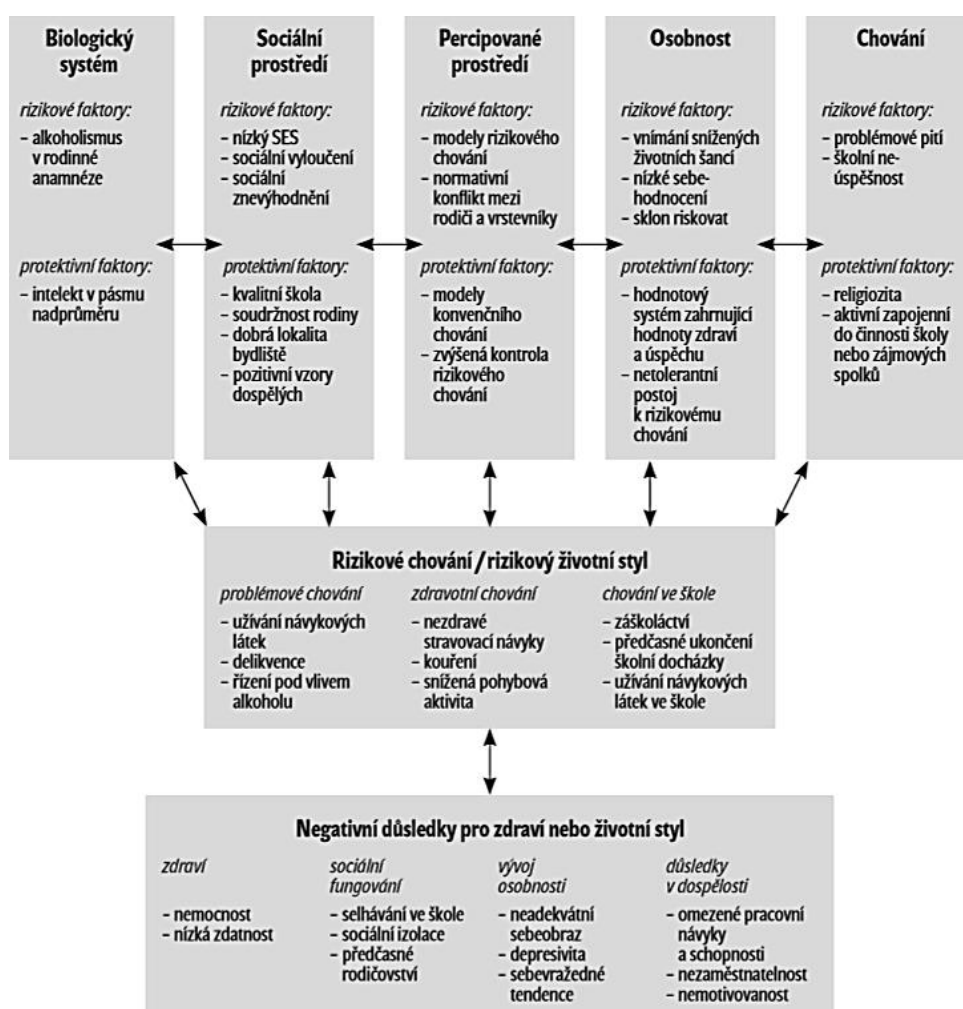 Biologický
systém
rizikové faktory:
– alkoholismus
v rodinné
anamnéze
protektivní faktory:
– intelekt v pásmu
nadprůměru
Sociální
prostředí
rizikové faktory:
– nízký SES
– sociální vyloučení
– sociální
znevýhodnění
protektivní faktory:
– kvalitní škola
– soudržnost rodiny
– dobrá lokalita
bydliště
– pozitivní vzory
dospělých
Percipované
prostředí
rizikové faktory:
– modely rizikového
chování
– normativní
konflikt mezi
rodiči a vrstevníky
protektivní faktory:
– modely
konvenčního
chování
– zvýšená kontrola
rizikového
chování
Osobnost
rizikové faktory:
– vnímání snížených
životních šancí
– nízké sebe-
hodnocení
– sklon riskovat
protektivní faktory:
– hodnotový
systém zahrnující
hodnoty zdraví
a úspěchu
– netolerantní
postoj
k rizikovému
chování
Chování
rizikové faktory:
– problémové pití
– školní ne-
úspěšnost
protektivní faktory:
– religiozita
– aktivní zapojenní
do činnosti školy
nebo zájmových
spolků
Rizikové chování / rizikový životní styl
problémové chování
– užívání návykových
látek
– delikvence
– řízení pod vlivem
alkoholu
zdravotní chování
– nezdravé
stravovací návyky
– kouření
– snížená pohybová
aktivita
chování ve škole
– záškoláctví
– předčasné ukončení
školní docházky
– užívání návykových
látek ve škole
Negativní důsledky pro zdraví nebo životní styl
zdraví
– nemocnost
– nízká zdatnost
sociální
fungování
– selhávání ve škole
– sociální izolace
– předčasné
rodičovství
vývoj
osobnosti
– neadekvátní
sebeobraz
– depresivita
– sebevražedné
tendence
důsledky
v dospělosti
– omezené pracovní
návyky
a schopnosti
– nezaměstnatelnost
– nemotivovanost